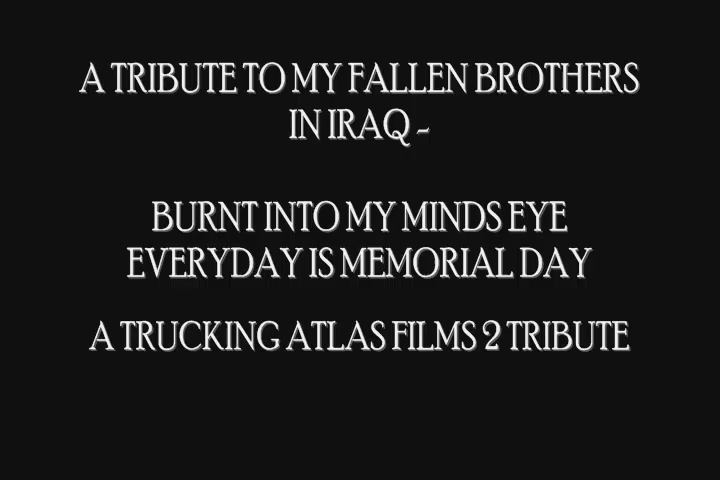 A TRIBUTE TO MY FALLEN BROTHERS
IN IRAQ -
BURNT INTO MY MINDS EYE
EVERYDAY IS MEMORIAL DAY
A TRUCKING ATLAS FILMS 2 TRIBUTE